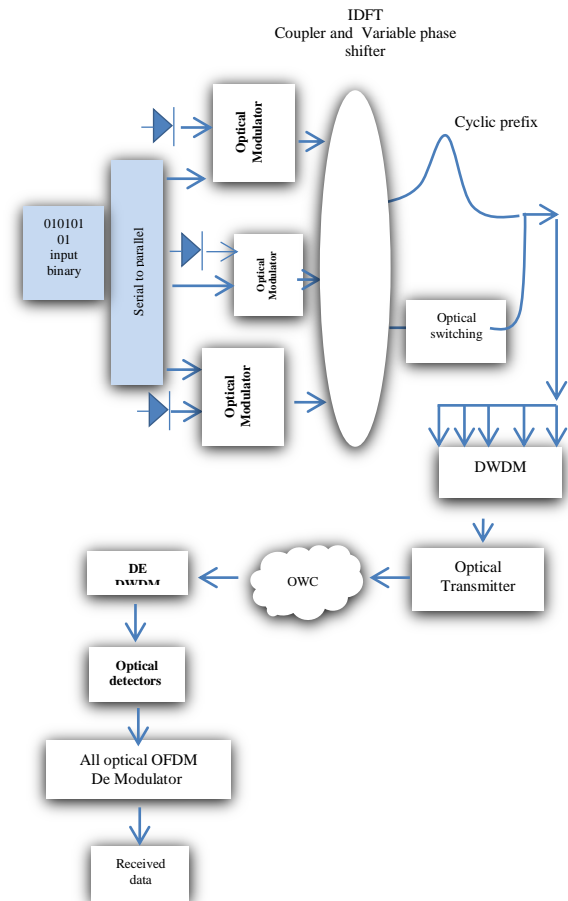 IDFT
Coupler and Variable phase
shifter
Optical
Modulator
Cyclic prefix
010101
01
input
binary
Serial to parallel
Optical
Modulator
Optical
switching
Optical
Modulator
DWDM
DE
DWDM
OWC
Optical
Transmitter
Optical
detectors
All optical OFDM
De Modulator
Received
data